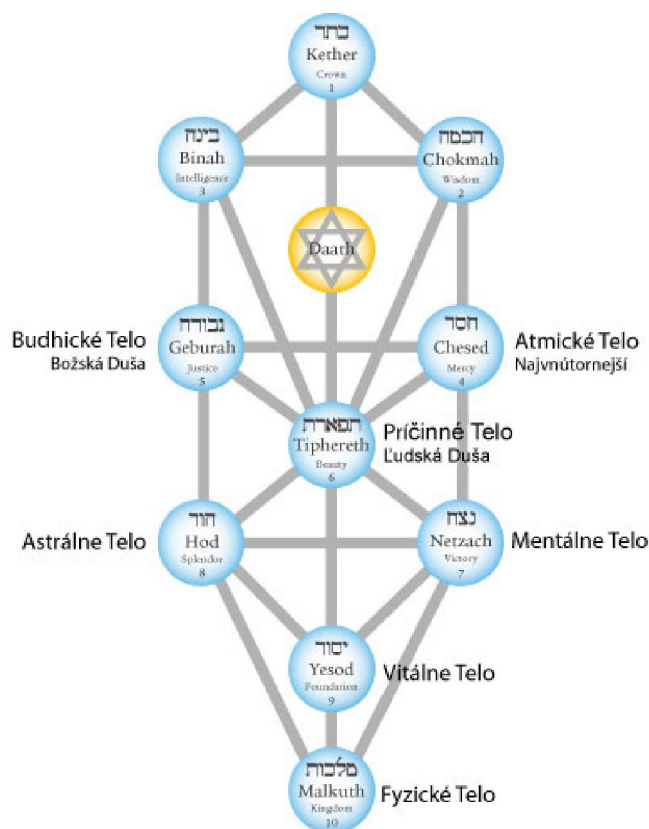 כתר
Kether
Crown
1
בינה
Binah
Intelligence
3
חכמה
Chokmah
Wisdom
2
Daath
Budhické Telo
Božská Duša
גבורה
Geburah
Justice
5
חסד
Chesed
Mercy
4
Atmické Telo
Najvnútornejší
תפארת
Tiphereth
Beauty
6
Príčinné Telo
Ľudská Duša
Astrálne Telo
הוד
Hod
Splendor
8
נצח
Netzach
Victory
7
Mentálne Telo
יסוד
Yesod
Foundation
9
Vitálne Telo
מלכות
Malkuth
Kingdom
10
Fyzické Telo